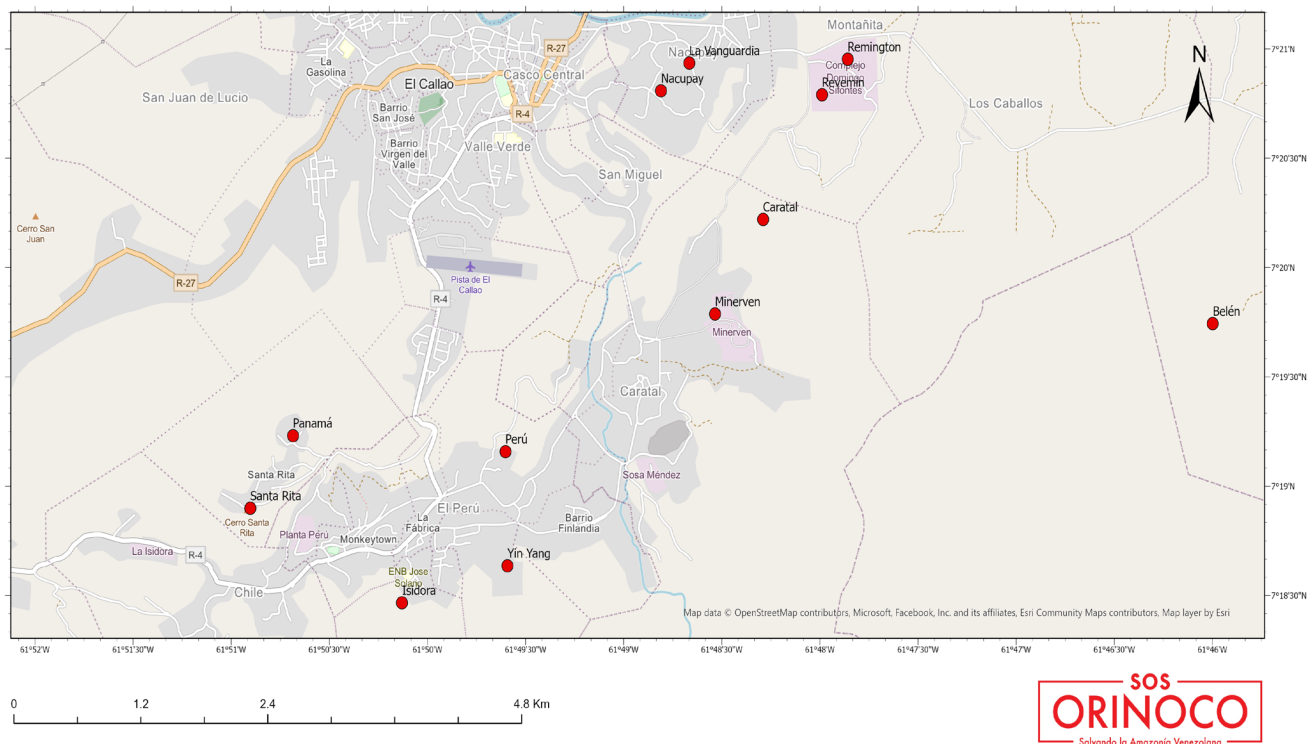 Montañita
N
7°21'N
R-27
La
Gasolina
Casco Central
Nacupay
La Vanguardia
Remington
Complejo
Domingo
Sifontes
Nacupay
Revemin
El Callao
San Juan de Lucio
Los Caballos
Barrio
San José
R-4
Barrio
Virgen del
Valle
Valle Verde
7°20'30"N
San Miguel
Caratal
Cerro San
Juan
7°20'N
R-27
Pista de El
Callao
R-4
Minerven
Minerven
Belén
7°19'30"N
Caratal
Panamá
Perú
Santa Rita
Sosa Méndez
7°19'N
Santa Rita
Cerro Santa
Rita
El Perú
La
Fábrica
Barrio
Finlandia
Planta Perú
Monkeytown
La Isidora
R-4
Yin Yang
ENB Jose
Solano
Isidora
Chile
7°18'30"N
Map data © OpenStreetMap contributors, Microsoft, Facebook, Inc. and its affiliates, Esri Community Maps contributors, Map layer by Esri
61°52'W 61°51'30"W 61°51'W 61°50'30"W 61°50'W 61°49'30"W 61°49'W 61°48'30"W 61°48'W 61°47'30"W 61°47'W 61°46'30"W 61°46'W
0 1.2 2.4 4.8 Km
SOS
ORINOCO
Salvando la Amazonía Venezolana